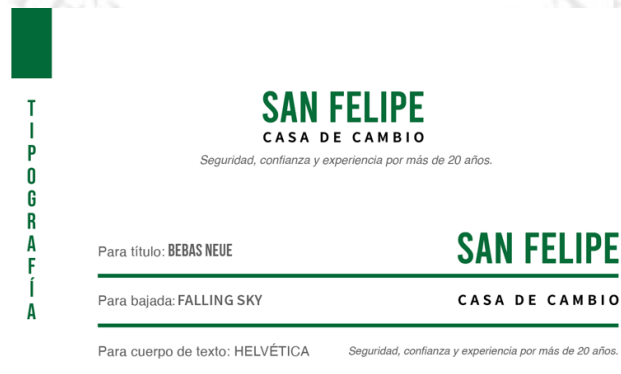 TIPOGRAFÍA
SAN FELIPE
CASA DE CAMBIO
Seguridad, confianza y experiencia por más de 20 años.
Para título: BEBAS NEUE
SAN FELIPE
Para bajada: FALLING SKY
CASA DE CAMBIO
Para cuerpo de texto: HELVÉTICA
Seguridad, confianza y experiencia por más de 20 años.